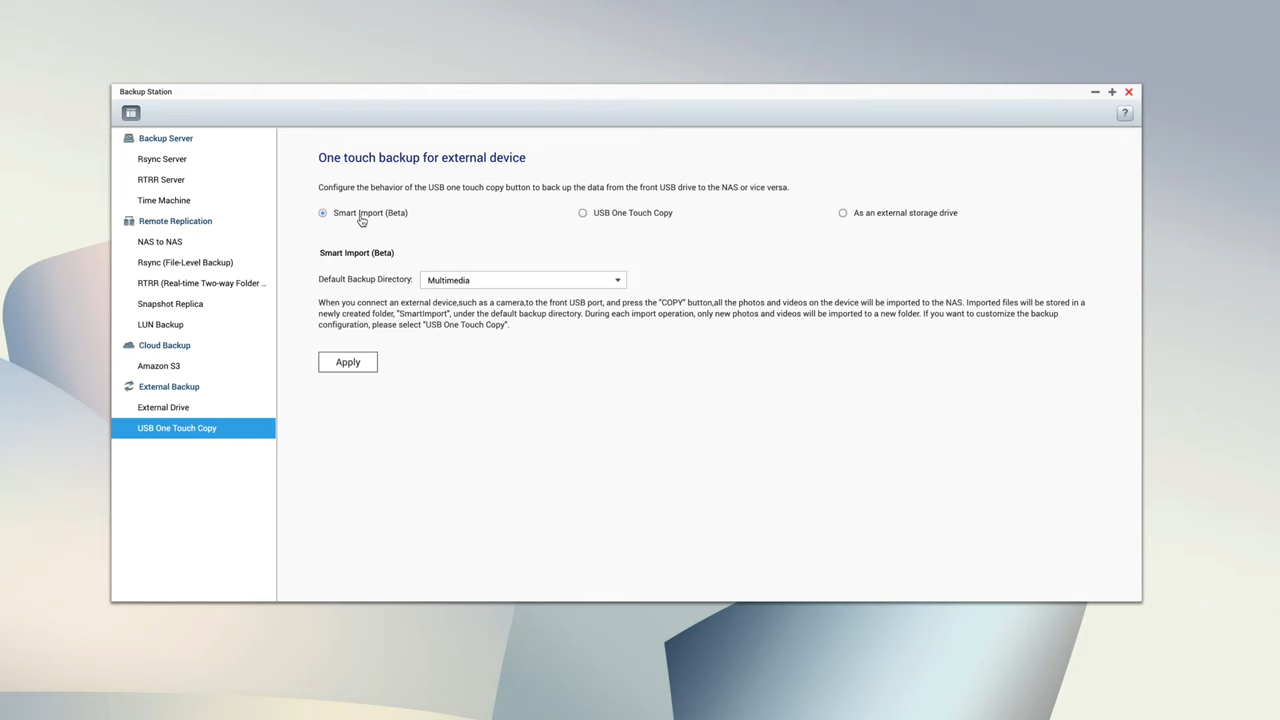 Backup Station
?
Backup Server
Rsync Server
RTRR Server
Time Machine
Remote Replication
NAS to NAS
Rsync (File-Level Backup)
RTRR (Real-time Two-way Folder ..
Snapshot Replica
LUN Backup
Cloud Backup
Amazon S3
External Backup
External Drive
USB One Touch Copy
One touch backup for external device
Configure the behavior of the USB one touch copy button to back up the data from the front USB drive to the NAS or vice versa.
Smart Import (Beta) USB One Touch Copy As an external storage drive
Smart Import (Beta)
Default Backup Directory: Multimedia
When you connect an external device,such as a camera,to the front USB port, and press the "COPY" button,all the photos and videos on the device will be imported to the NAS. Imported files will be stored in a
newly created folder, "SmartImport", under the default backup directory. During each import operation, only new photos and videos will be imported to a new folder. If you want to customize the backup
configuration, please select "USB One Touch Copy".
Apply